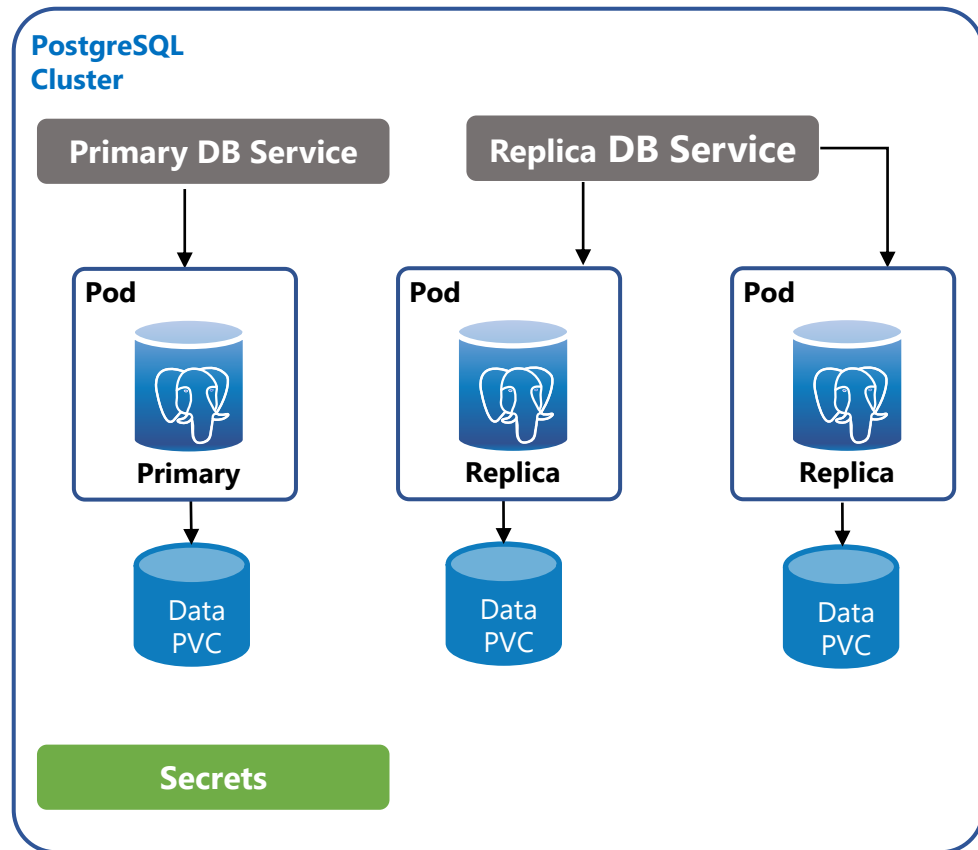 PostgreSQL
Cluster
Primary DB Service
Replica DB Service
Pod
Primary
Pod
Replica
Pod
Replica
Data
PVC
Data
PVC
Data
PVC
Secrets